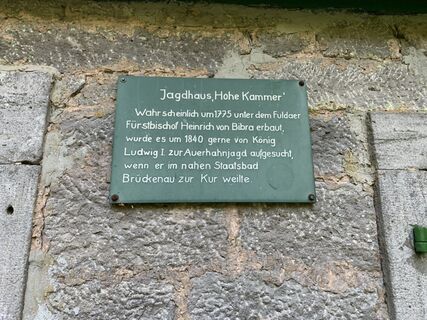 Jagdhaus „Hohe Kammer"
Wahrscheinlich um 1775 unter dem Fuldaer
Fürstbischof Heinrich von Bibra erbaut,
wurde es um 1840 gerne von König
Ludwig I. zur Auerhahnjagd aufgesucht,
wenn er im nahen Staatsbad
Brückenau zur Kur weilte.